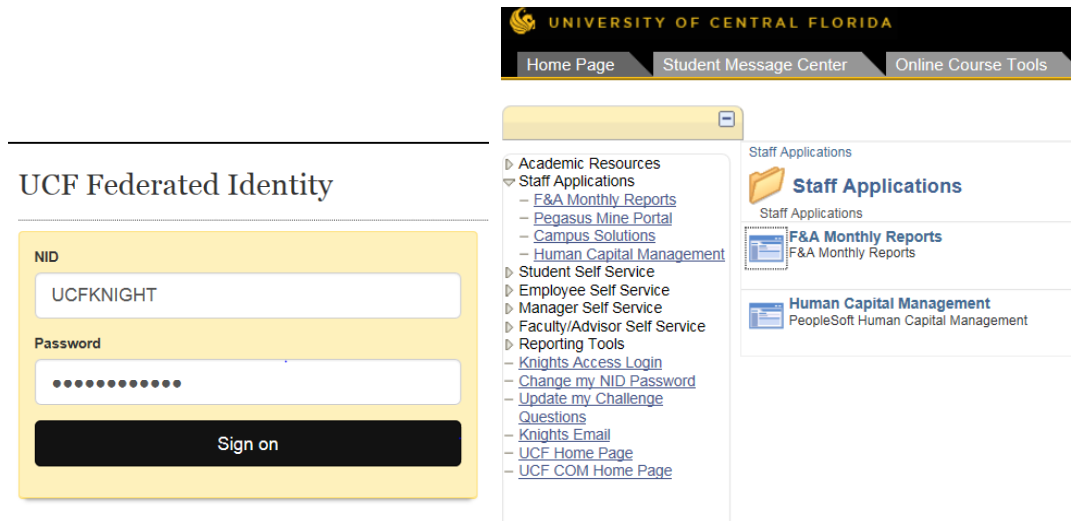 UCF Federated Identity
NID
UCFKNIGHT
Password
••••••••••••
Sign on
UNIVERSITY OF CENTRAL FLORIDA
Home Page
Student Message Center
Online Course Tools
Academic Resources
Staff Applications
F&A Monthly Reports
Pegasus Mine Portal
Campus Solutions
Human Capital Management
Student Self Service
Employee Self Service
Manager Self Service
Faculty/Advisor Self Service
Reporting Tools
Knights Access Login
Change my NID Password
Update my Challenge
Questions
Knights Email
UCF Home Page
UCF COM Home Page
Staff Applications
Staff Applications
Staff Applications
F&A Monthly Reports
F&A Monthly Reports
Human Capital Management
PeopleSoft Human Capital Management